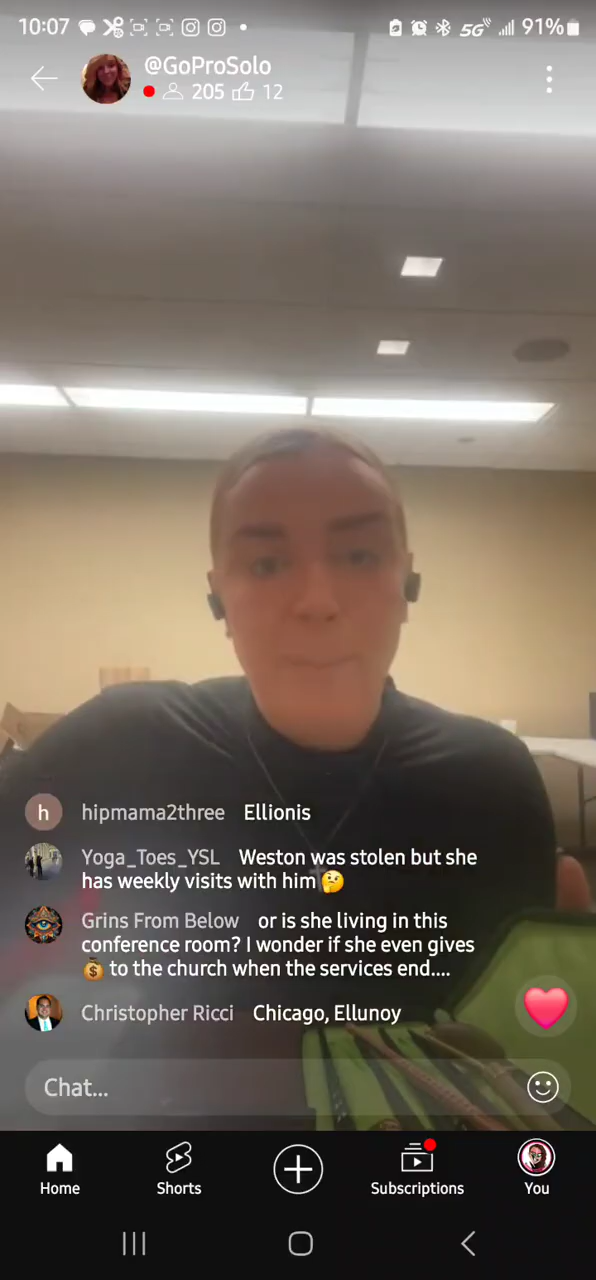 10:07
5G 91%
@GoProSolo
205 12
hipmama2three Ellionis
Yoga_Toes_YSL Weston was stolen but she
has weekly visits with him🤔
Grins From Below or is she living in this
conference room? I wonder if she even gives
💰 to the church when the services end....
Christopher Ricci Chicago, Ellunoy
Chat...
Home Shorts Subscriptions You